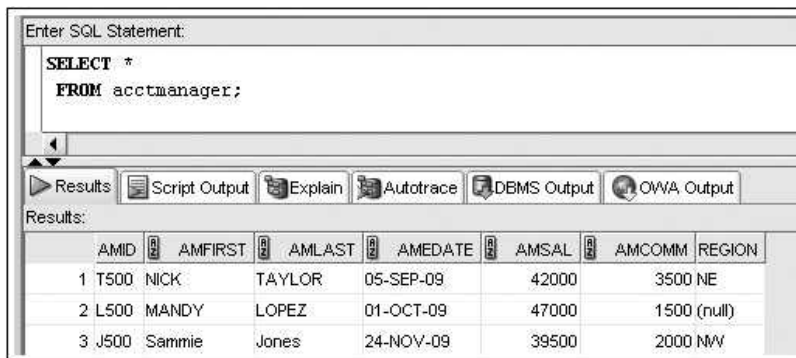 Enter SQL Statement:
SELECT *
FROM acctmanager;
Results Script Output Explain Autotrace DBMS Output OWA Output
Results:
AMID AMFIRST AMLAST AMEDATE AMSAL AMCOMM REGION
1 T500 NICK TAYLOR 05-SEP-09 42000 3500 NE
2 L500 MANDY LOPEZ 01-OCT-09 47000 1500 (null)
3 J500 Sammie Jones 24-NOV-09 39500 2000 NW